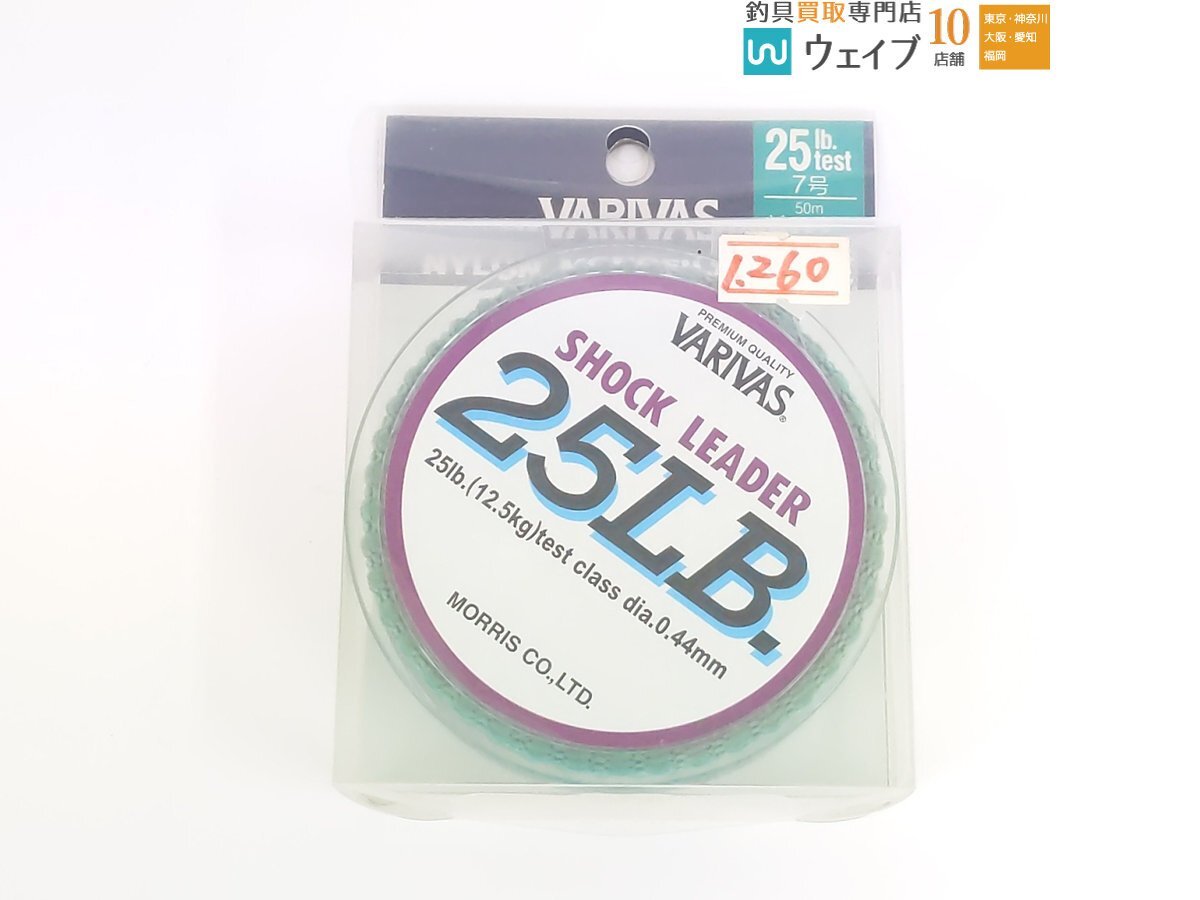 釣具買取専門店
ウェイブ
10
店舗
東京・神奈川
大阪・愛知
福岡
25lb.
test
7号
50m
VARIVAS
1.260
PREMIUM QUALITY
VARIVAS®
SHOCK LEADER
25LB.
25lb.(12.5kg)test class dia.0.44mm
MORRIS CO.,LTD.